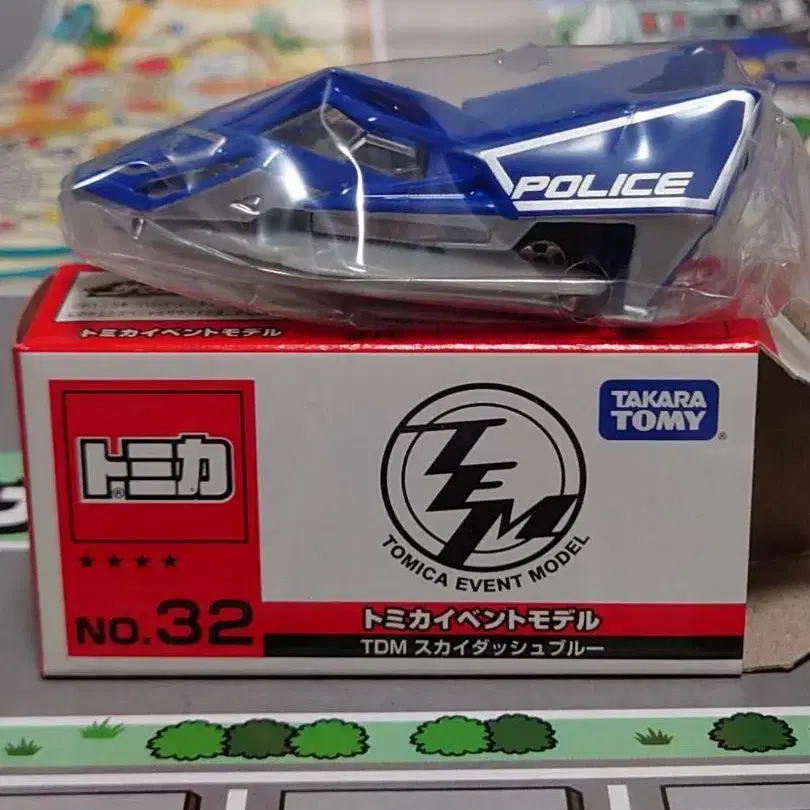 POLICE
トミカイベントモデル
トミカ
®
NO.32
TEM
TOMICA EVENT MODEL
TAKARA
TOMY
®
トミカイベントモデル
TDM スカイダッシュブルー